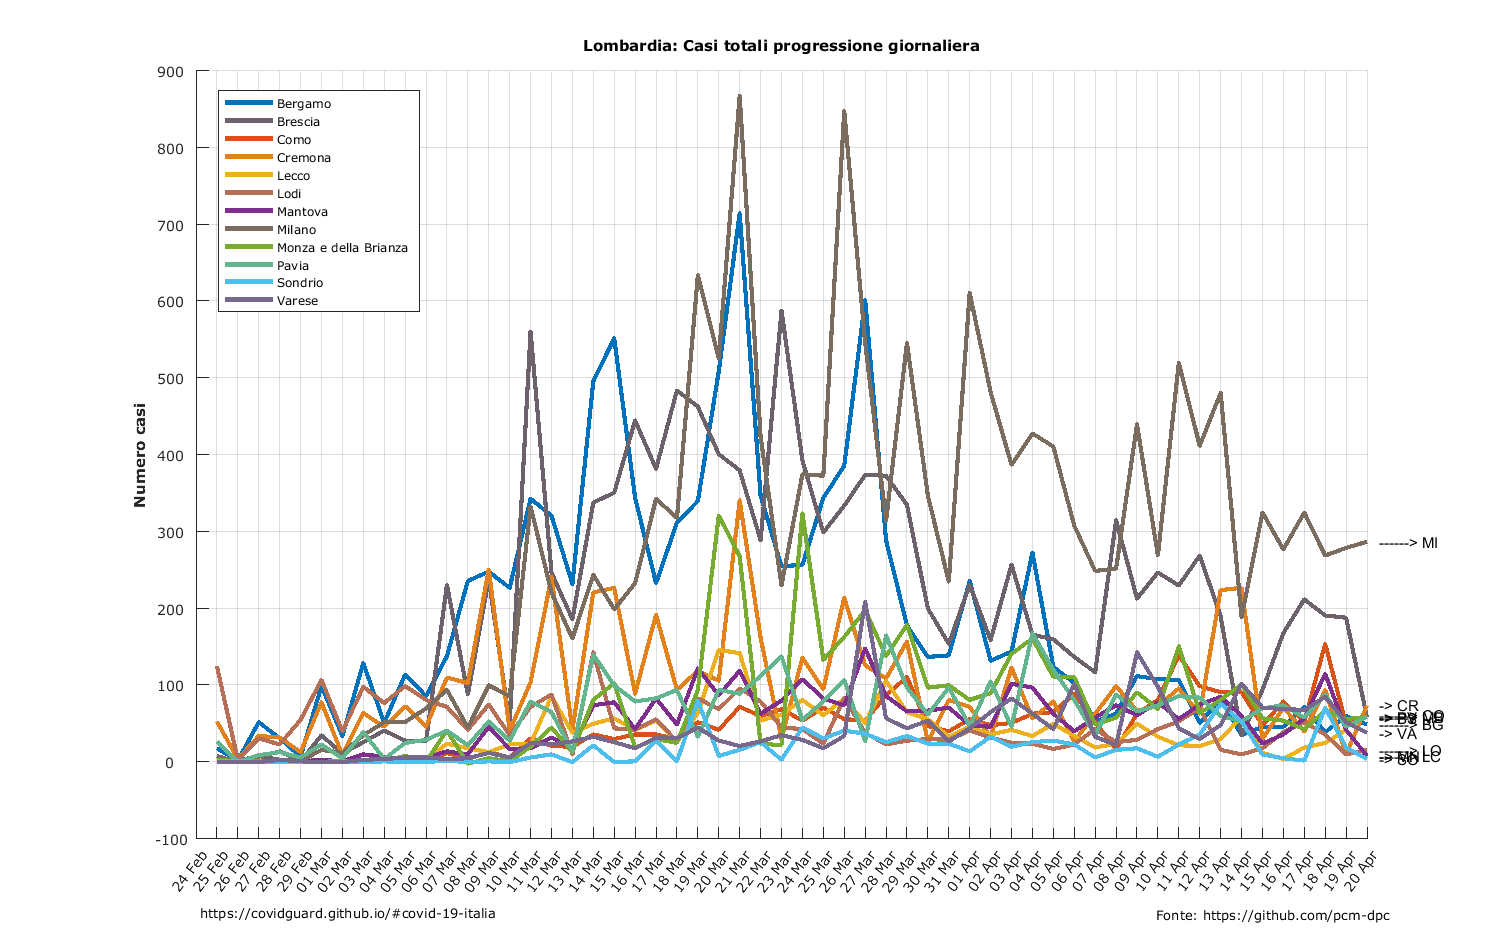 Lombardia: Casi totali progressione giornaliera
Numero casi
900
800
700
600
500
400
300
200
100
0
-100
Bergamo
Brescia
Como
Cremona
Lecco
Lodi
Mantova
Milano
Monza e della Brianza
Pavia
Sondrio
Varese
------> MI
-> CR
-----> BG
-> VA
-----> LO
-----> LC
-> SO
24 Feb
25 Feb
26 Feb
27 Feb
28 Feb
29 Feb
01 Mar
02 Mar
03 Mar
04 Mar
05 Mar
06 Mar
07 Mar
08 Mar
09 Mar
10 Mar
11 Mar
12 Mar
13 Mar
14 Mar
15 Mar
16 Mar
17 Mar
18 Mar
19 Mar
20 Mar
21 Mar
22 Mar
23 Mar
24 Mar
25 Mar
26 Mar
27 Mar
28 Mar
29 Mar
30 Mar
31 Mar
01 Apr
02 Apr
03 Apr
04 Apr
05 Apr
06 Apr
07 Apr
08 Apr
09 Apr
10 Apr
11 Apr
12 Apr
13 Apr
14 Apr
15 Apr
16 Apr
17 Apr
18 Apr
19 Apr
20 Apr
https://covidguard.github.io/#covid-19-italia
Fonte: https://github.com/pcm-dpc